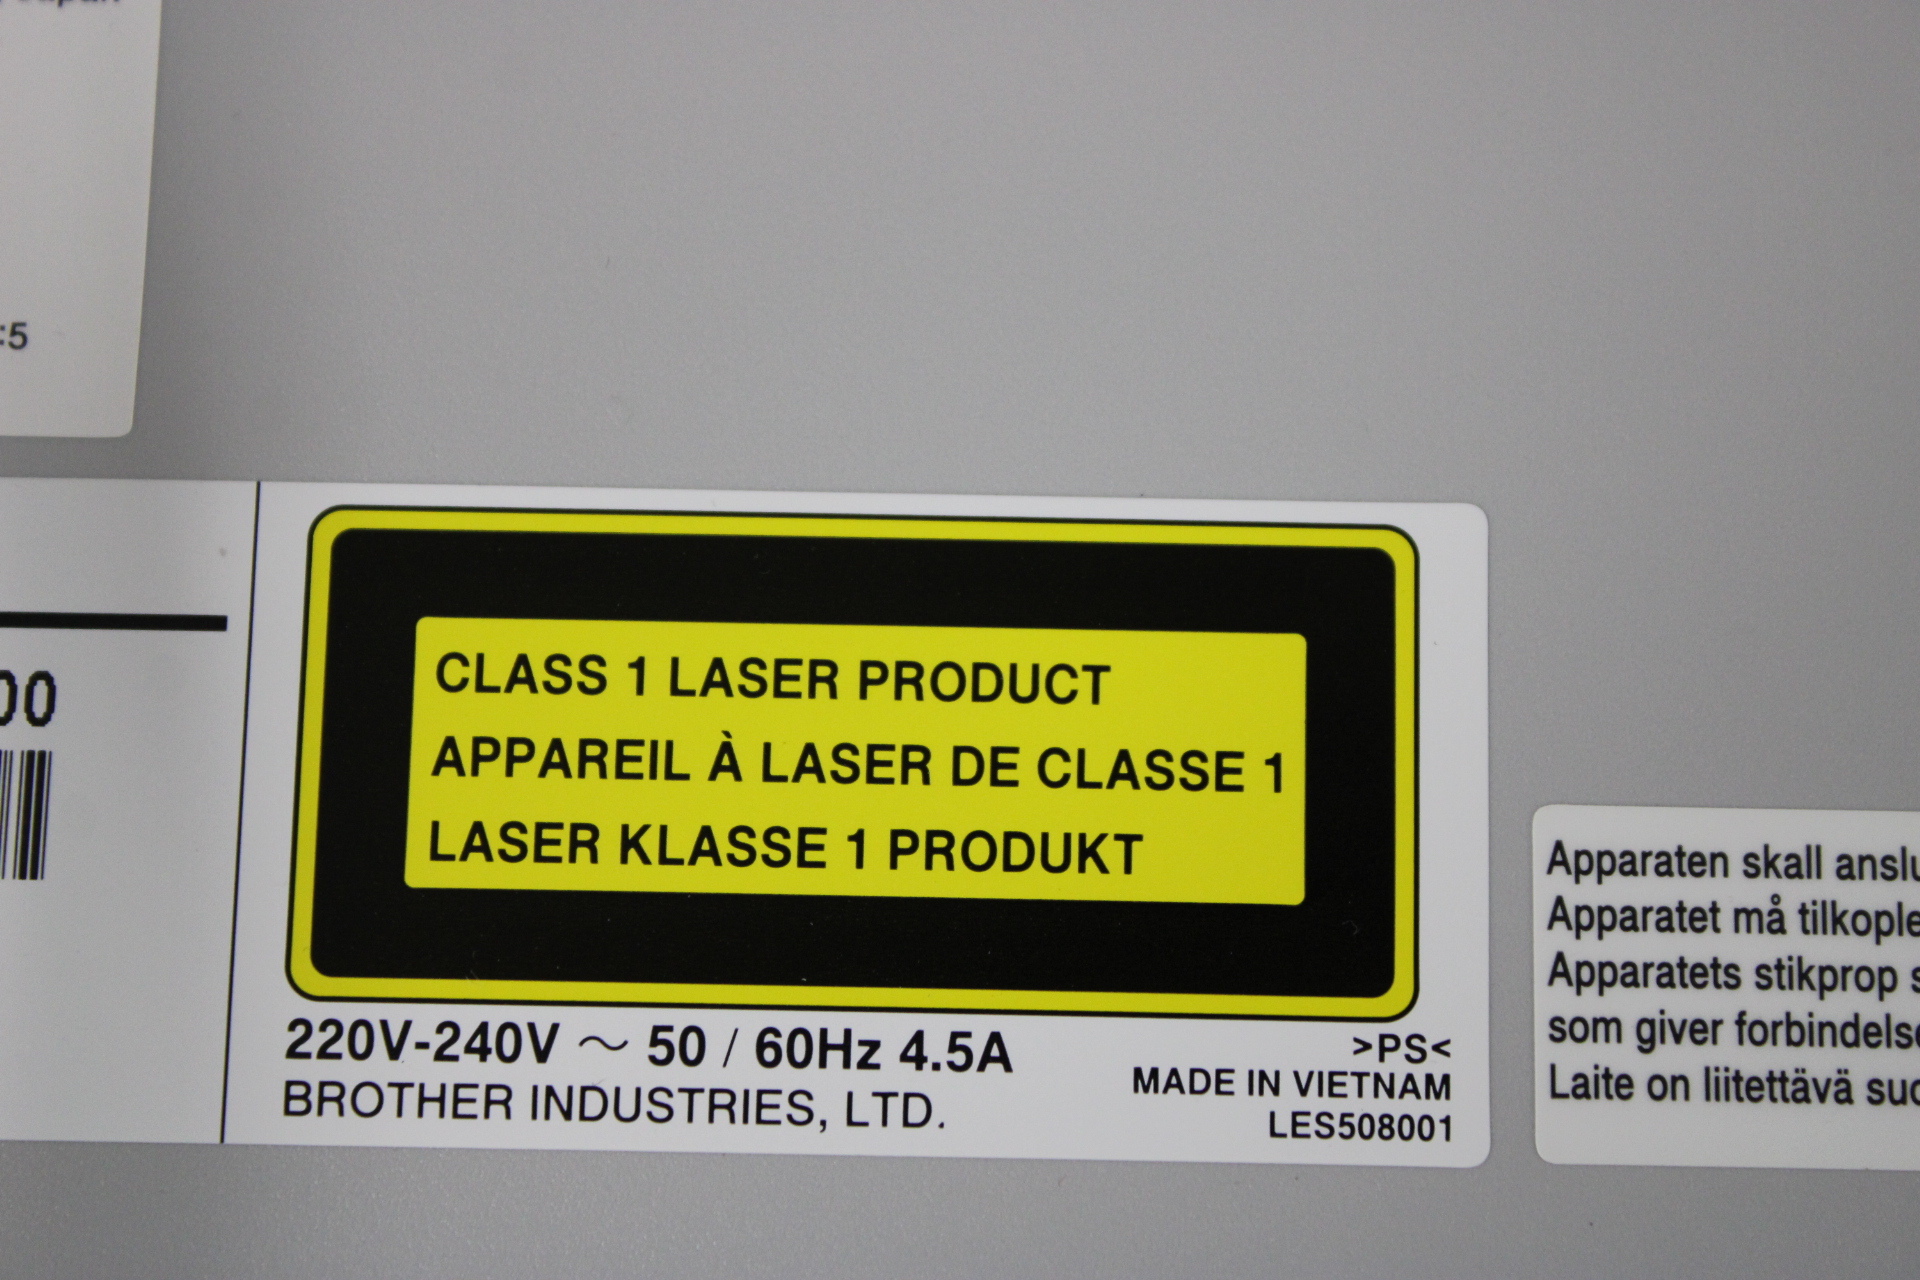 :5
00
CLASS 1 LASER PRODUCT
APPAREIL À LASER DE CLASSE 1
LASER KLASSE 1 PRODUKT
220V-240V ～ 50 / 60Hz 4.5A
BROTHER INDUSTRIES, LTD.
>PS<
MADE IN VIETNAM
LES508001
Apparaten skall anslu
Apparatet må tilkople
Apparatets stikprop s
som giver forbindelse
Laite on liitettävä suo